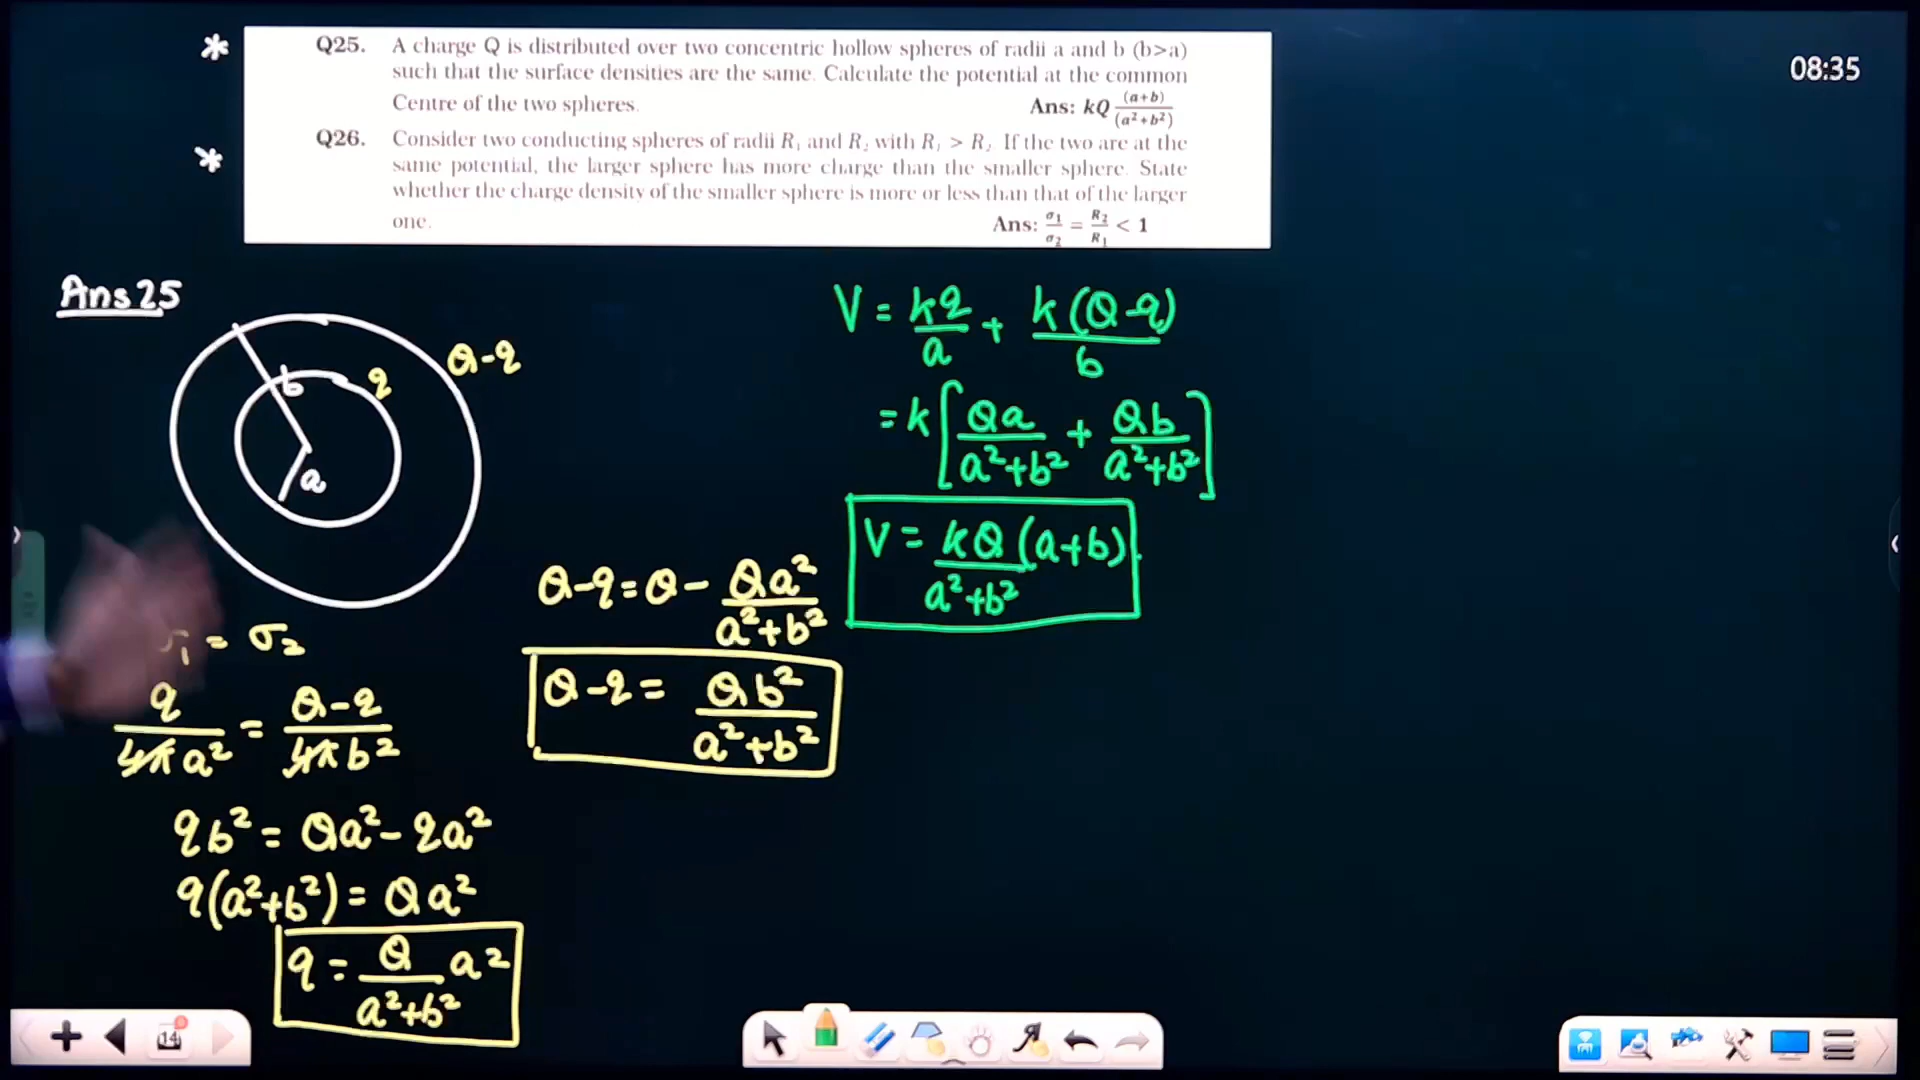 * Q25. A charge Q is distributed over two concentric hollow spheres of radii a and b (b>a)
such that the surface densities are the same. Calculate the potential at the common
Centre of the two spheres. Ans: kQ (a+b)/(a²+b²)
* Q26. Consider two conducting spheres of radii R₁ and R₂ with R₁ > R₂. If the two are at the
same potential, the larger sphere has more charge than the smaller sphere. State
whether the charge density of the smaller sphere is more or less than that of the larger
one. Ans: σ₁/σ₂ = R₂/R₁ < 1
08:35
Ans 25
Q-q
q
b
a
σ₁ = σ₂
q/4πa² = Q-q/4πb²
qb² = Qa² - qa²
q(a²+b²) = Qa²
q = Q/a²+b² a²
Q-q = Q - Qa²/a²+b²
Q-q = Qb²/a²+b²
V = kq/a + k(Q-q)/b
= k[Qa/a²+b² + Qb/a²+b²]
V = kQ/a²+b² (a+b).
14